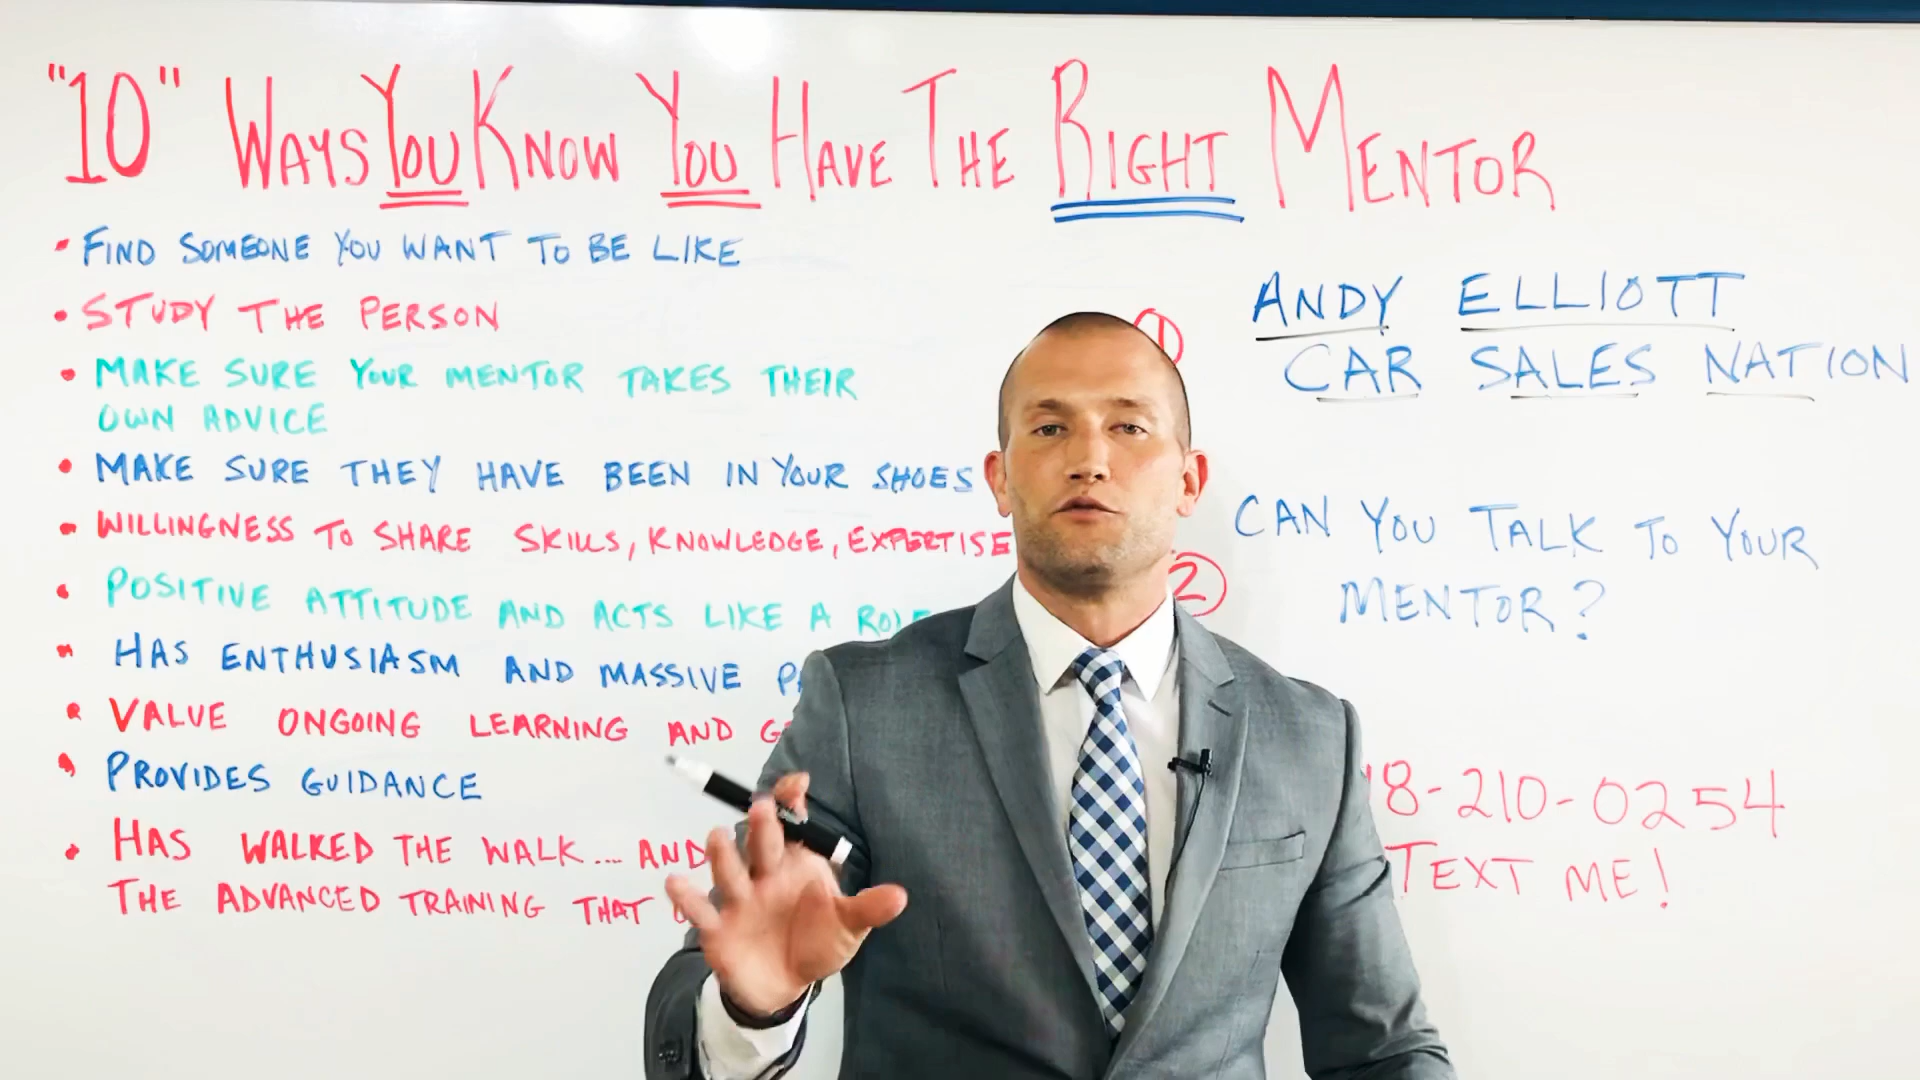 "10" WAYS YOU KNOW YOU HAVE THE RIGHT MENTOR
• FIND SOMEONE YOU WANT TO BE LIKE
• STUDY THE PERSON
• MAKE SURE YOUR MENTOR TAKES THEIR
OWN ADVICE
• MAKE SURE THEY HAVE BEEN IN YOUR SHOES
• WILLINGNESS TO SHARE SKILLS, KNOWLEDGE, EXPERTISE
• POSITIVE ATTITUDE AND ACTS LIKE A ROLE
• HAS ENTHUSIASM AND MASSIVE
• VALUE ONGOING LEARNING AND
• PROVIDES GUIDANCE
• HAS WALKED THE WALK... AND
THE ADVANCED TRAINING THAT
① ANDY ELLIOTT
CAR SALES NATION
② CAN YOU TALK TO YOUR
MENTOR?
18-210-0254
TEXT ME!